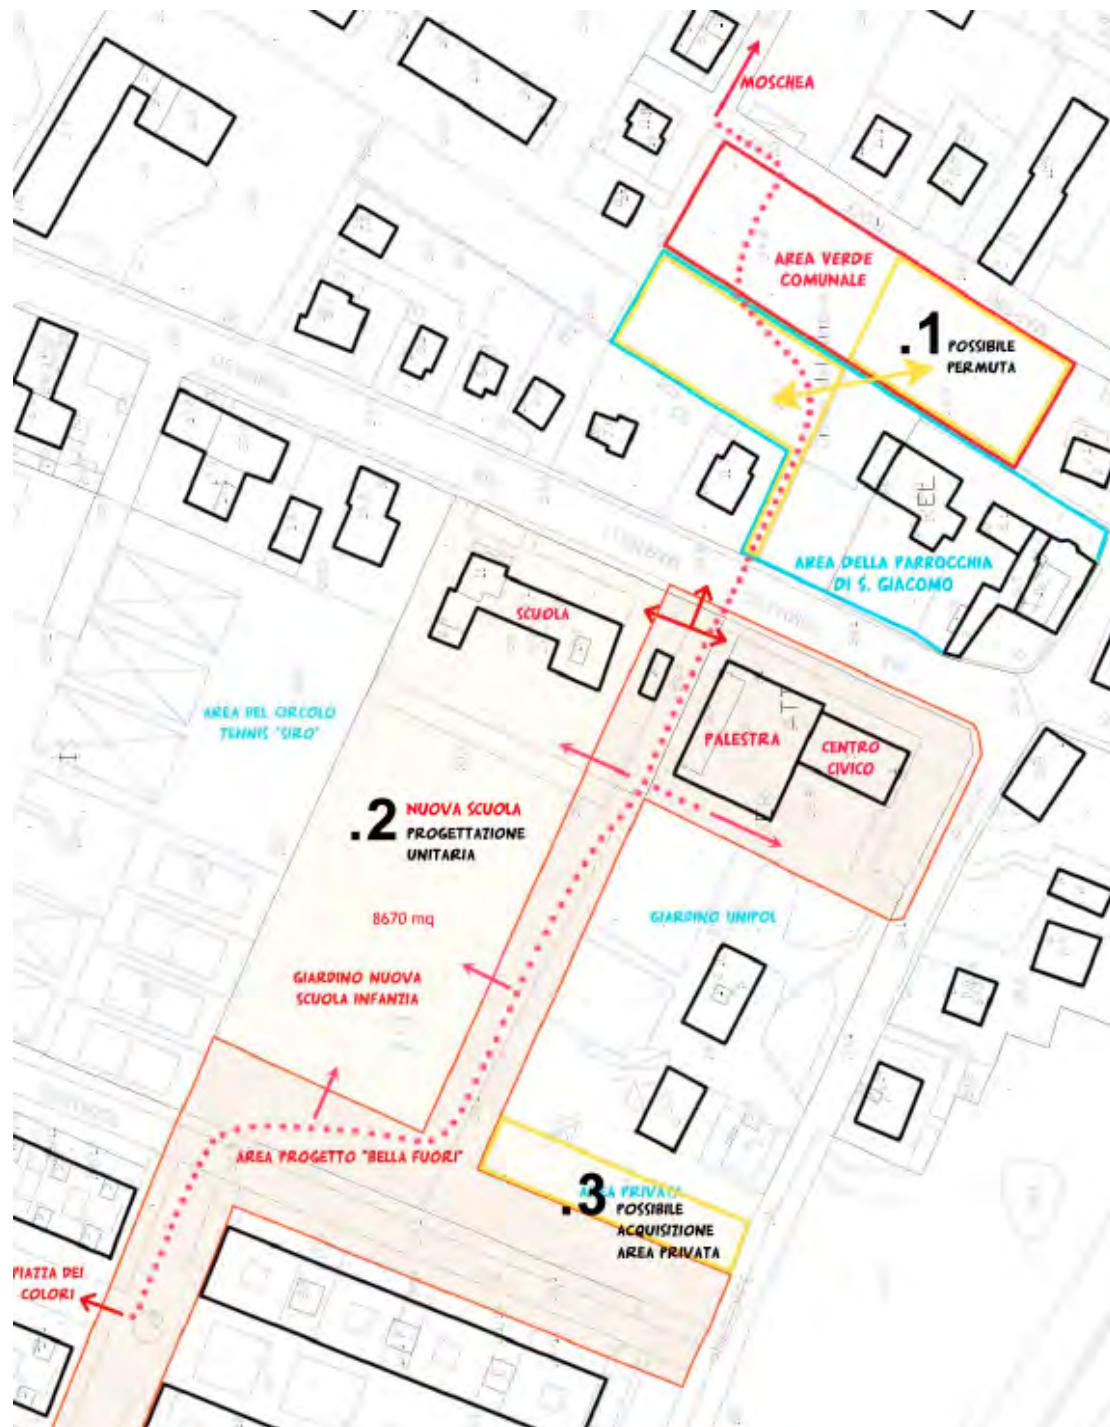 MOSCHEA
AREA VERDE
COMUNALE
.1 POSSIBILE
PERMUTA
AREA DELLA PARROCCHIA
DI S. GIACOMO
SCUOLA
AREA DEL CIRCOLO
TENNIS "SIRO"
PALESTRA
CENTRO
CIVICO
.2 NUOVA SCUOLA
PROGETTAZIONE
UNITARIA
8670 mq
GIARDINO UNIPOL
GIARDINO NUOVA
SCUOLA INFANZIA
AREA PROGETTO "BELLA FUORI"
AREA PRIVATA
.3 POSSIBILE
ACQUISIZIONE
AREA PRIVATA
PIAZZA DEI
COLORI